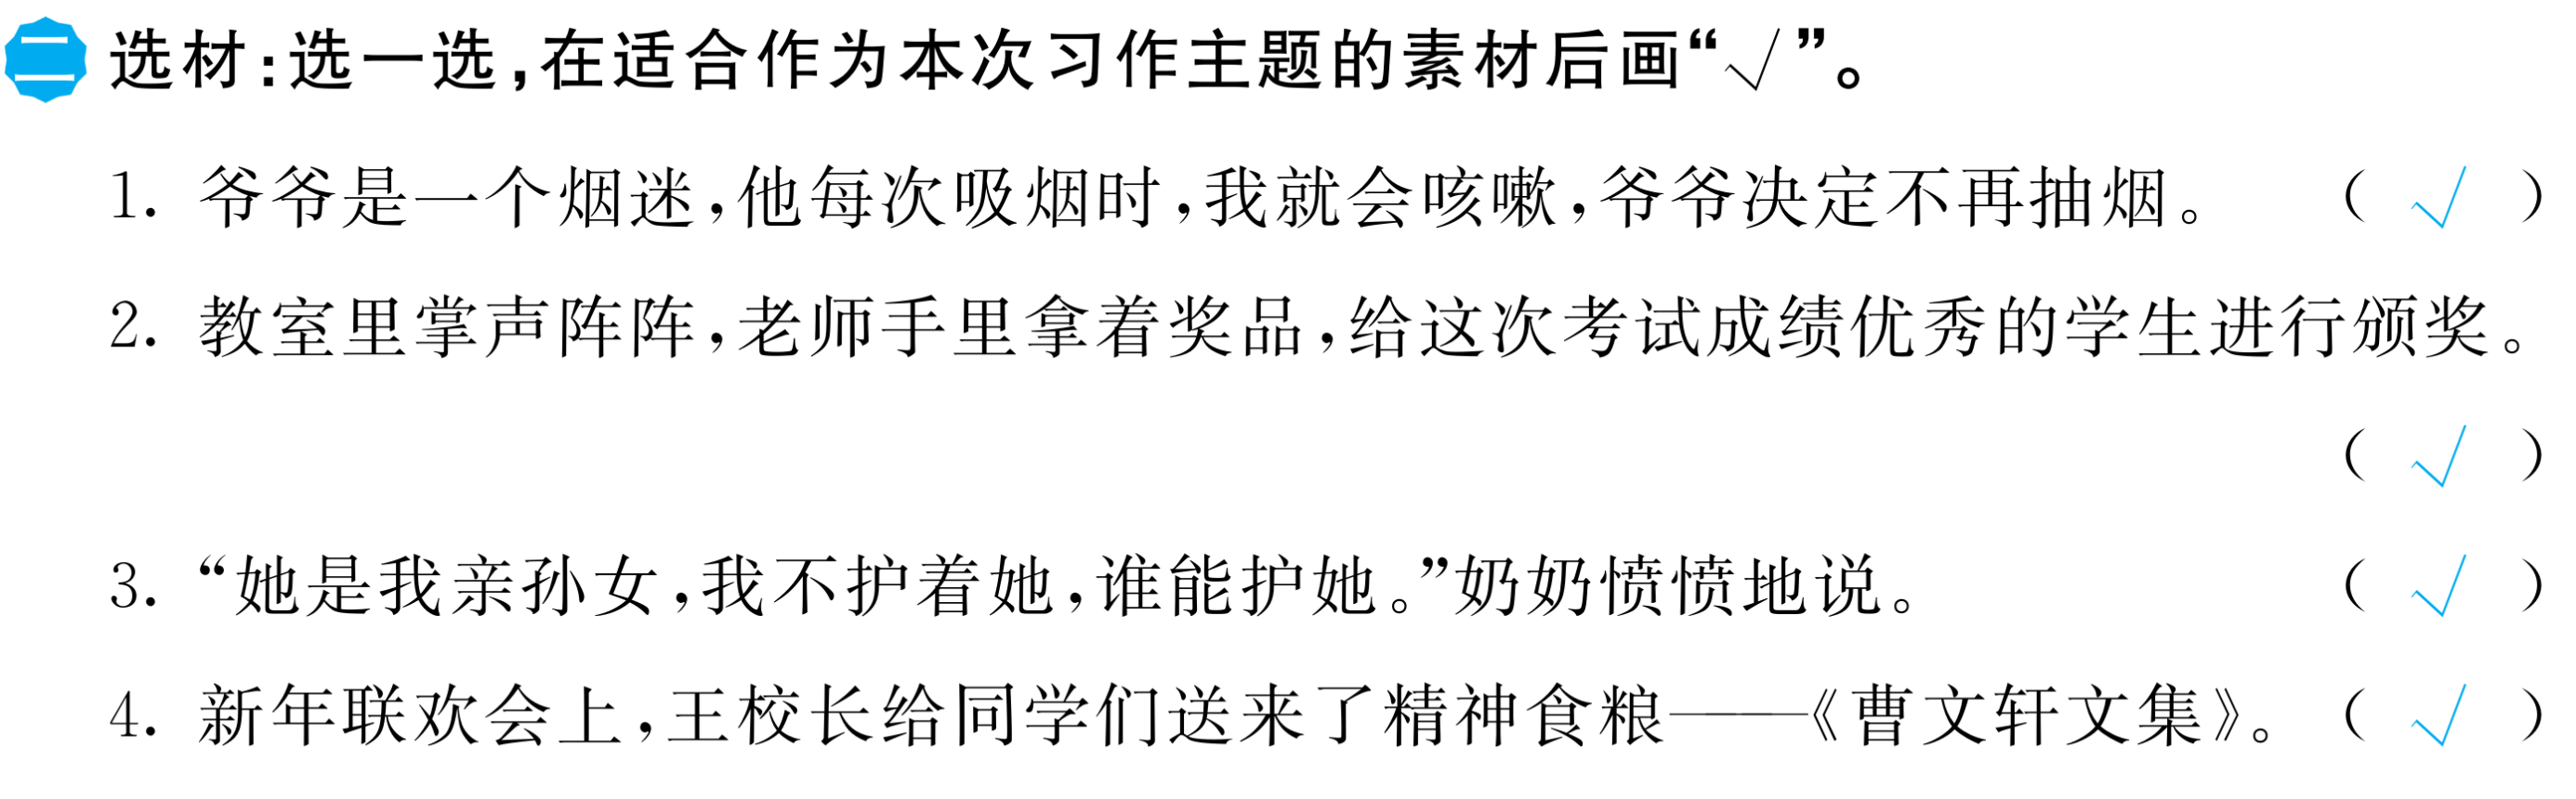 二 选材:选一选,在适合作为本次习作主题的素材后画“√”。
1. 爷爷是一个烟迷,他每次吸烟时,我就会咳嗽,爷爷决定不再抽烟。 ( √ )
2. 教室里掌声阵阵,老师手里拿着奖品,给这次考试成绩优秀的学生进行颁奖。
( √ )
3. “她是我亲孙女,我不护着她,谁能护她。”奶奶愤愤地说。 ( √ )
4. 新年联欢会上,王校长给同学们送来了精神食粮——《曹文轩文集》。 ( √ )